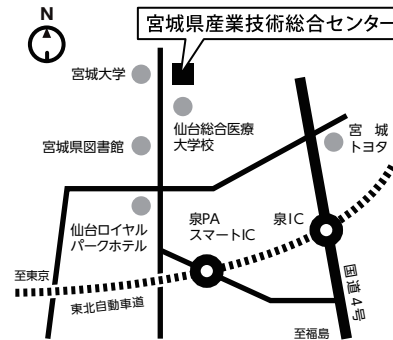 N
宮城県産業技術総合センター
宮城大学
仙台総合医療
大学校
宮城県図書館
宮 城
トヨタ
仙台ロイヤル
パークホテル
泉PA
スマートIC
泉IC
至東京
東北自動車道
国道4号
至福島